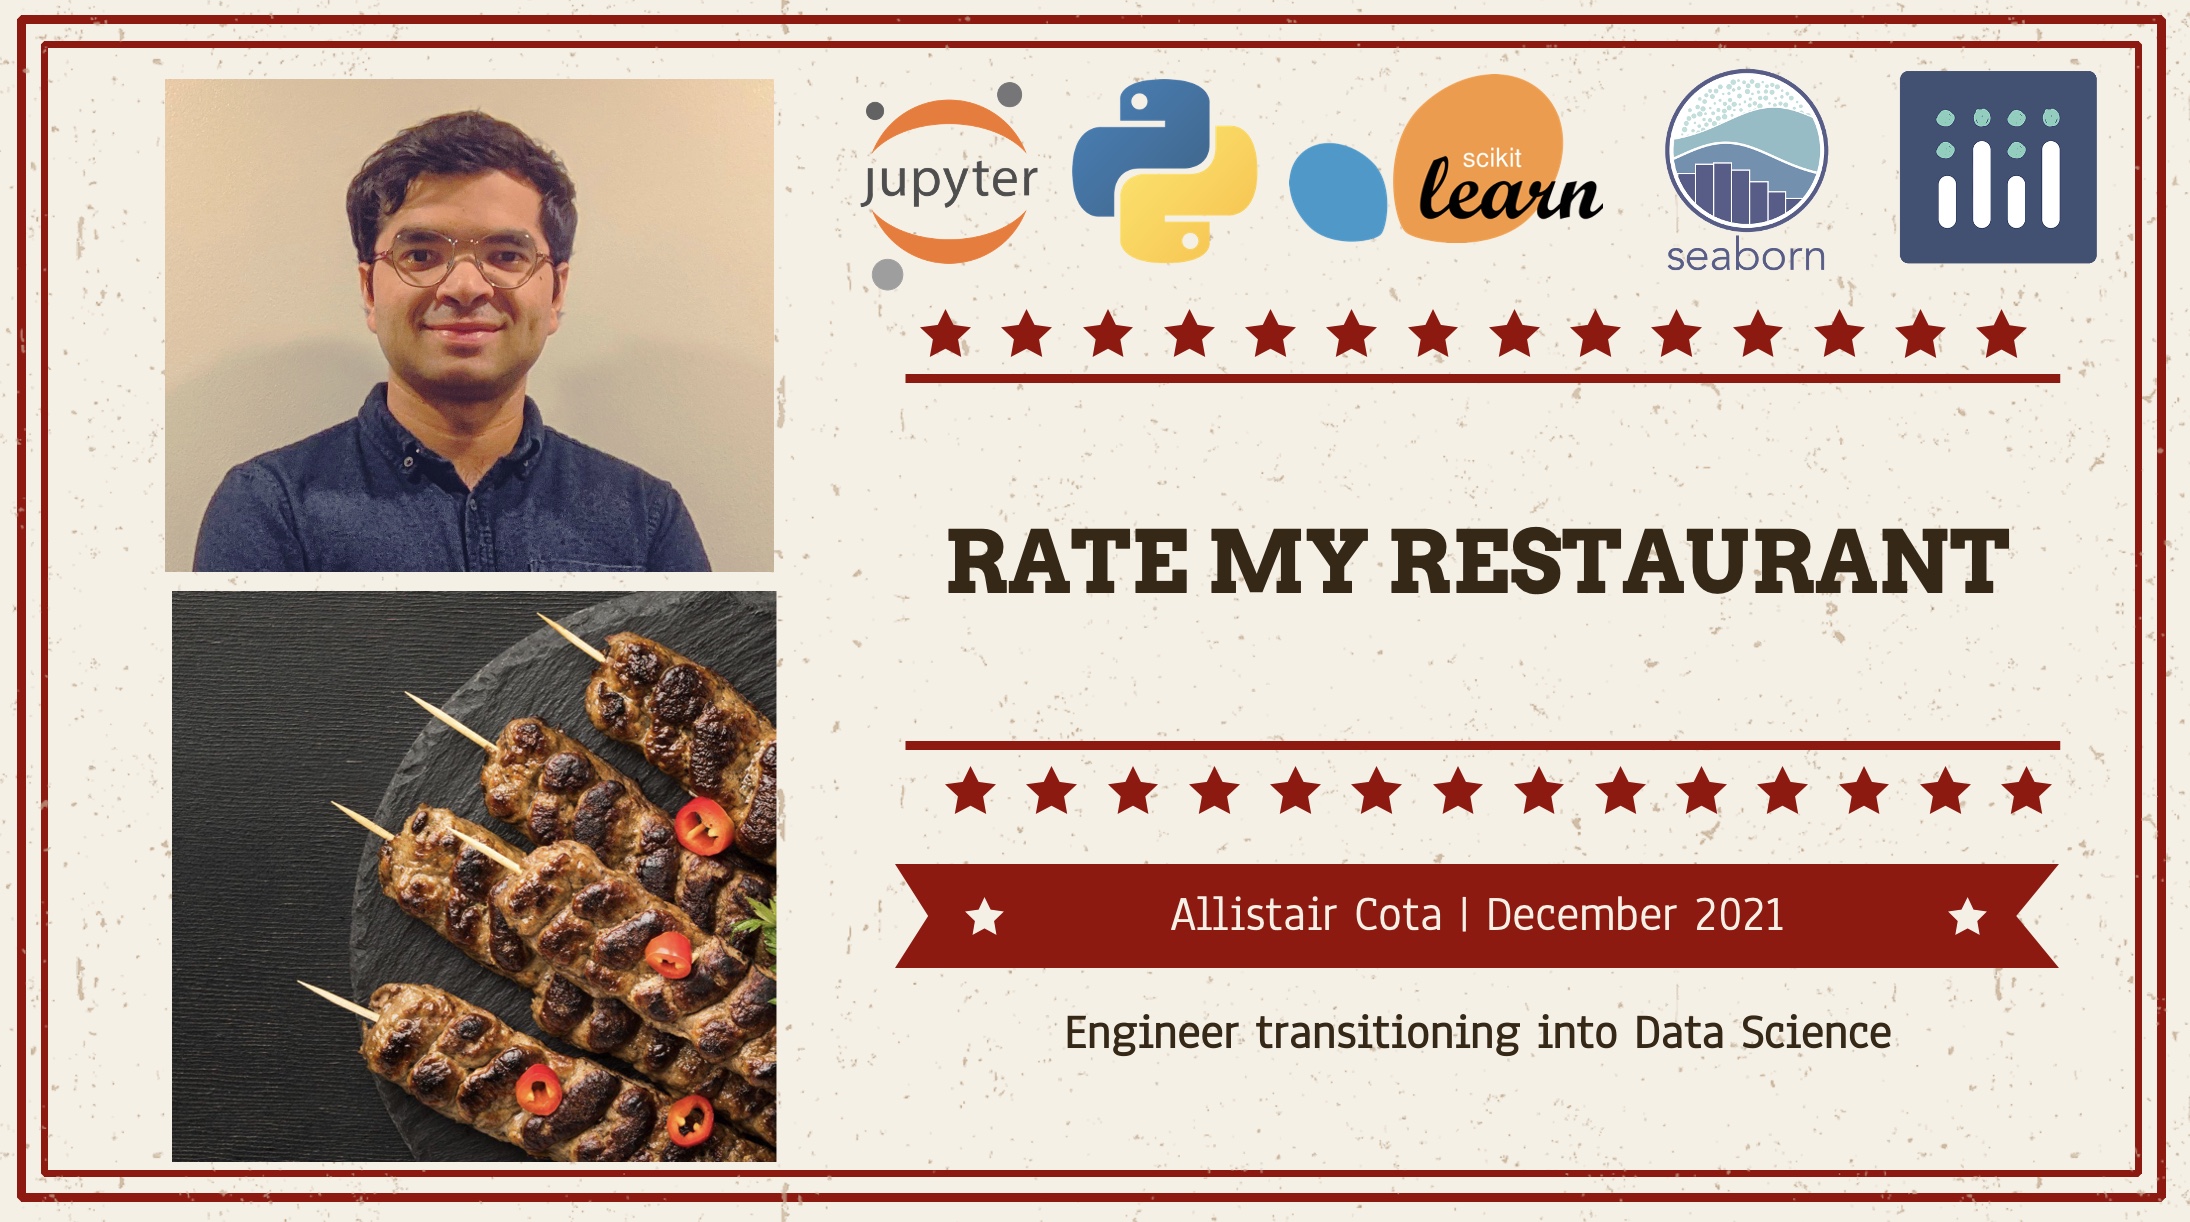 jupyter
scikit
learn
seaborn
RATE MY RESTAURANT
Allistair Cota | December 2021
Engineer transitioning into Data Science